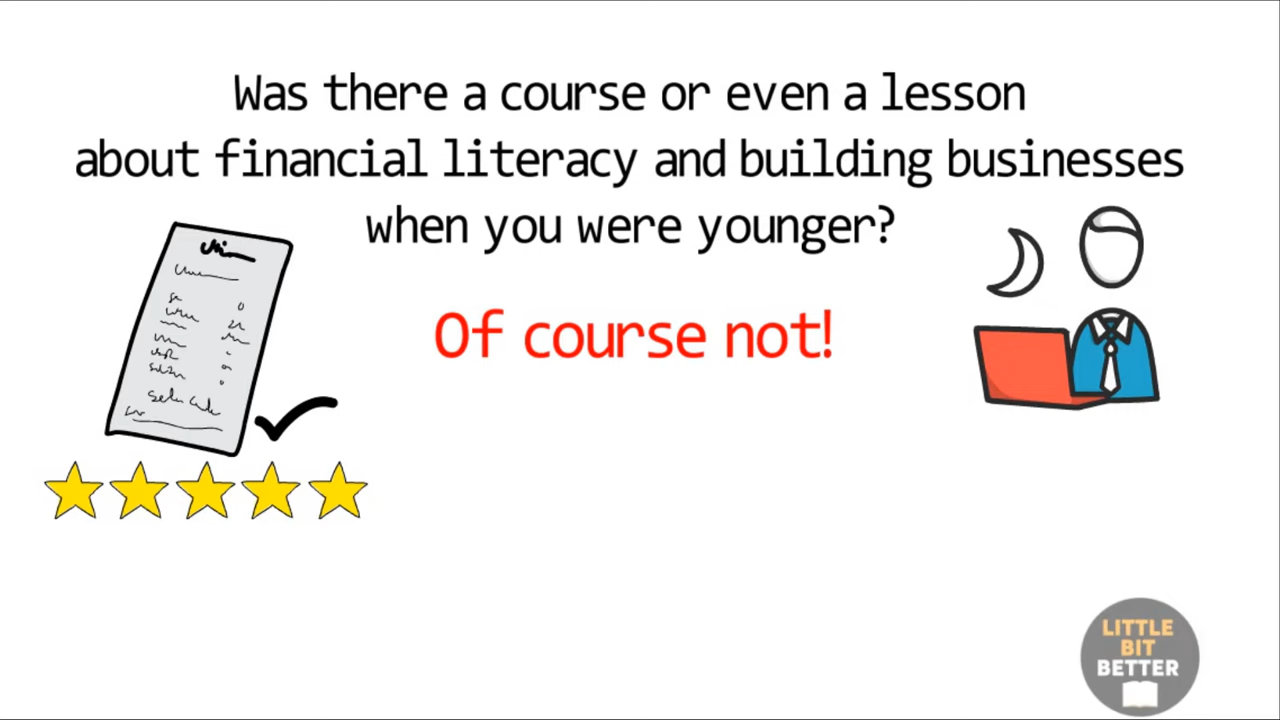 Was there a course or even a lesson
about financial literacy and building businesses
when you were younger?
Of course not!
LITTLE
BIT
BETTER